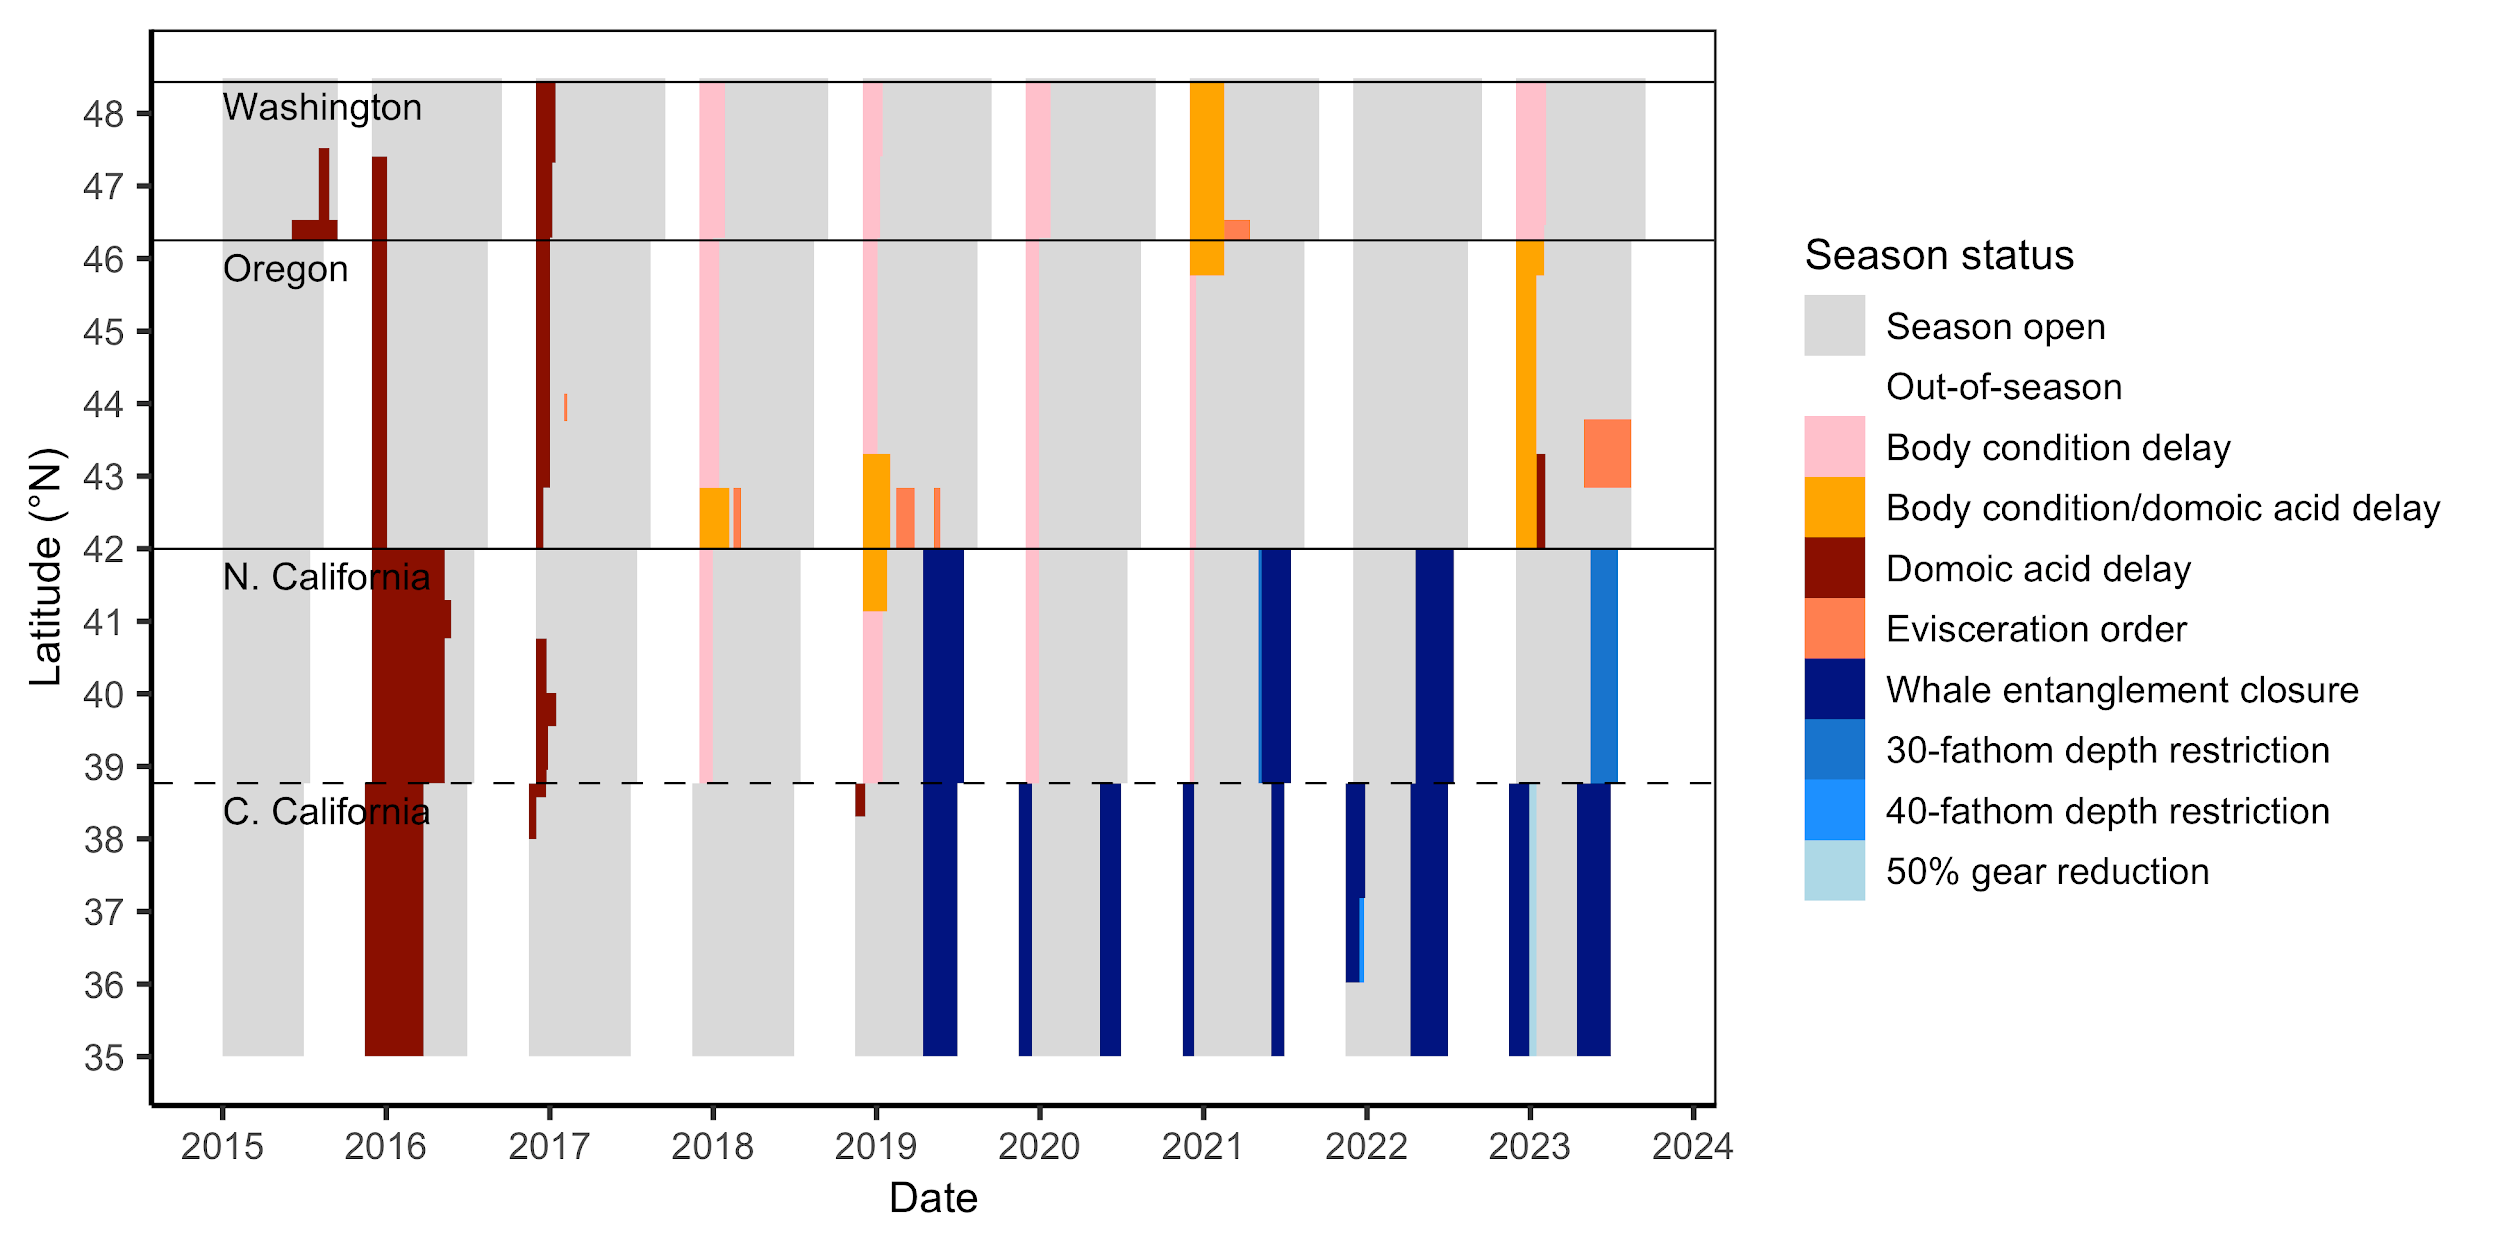 Washington
Oregon
N. California
C. California
48
47
46
45
44
43
42
41
40
39
38
37
36
35
Latitude (°N)
2015 2016 2017 2018 2019 2020 2021 2022 2023 2024
Date
Season status
Season open
Out-of-season
Body condition delay
Body condition/domoic acid delay
Domoic acid delay
Evisceration order
Whale entanglement closure
30-fathom depth restriction
40-fathom depth restriction
50% gear reduction